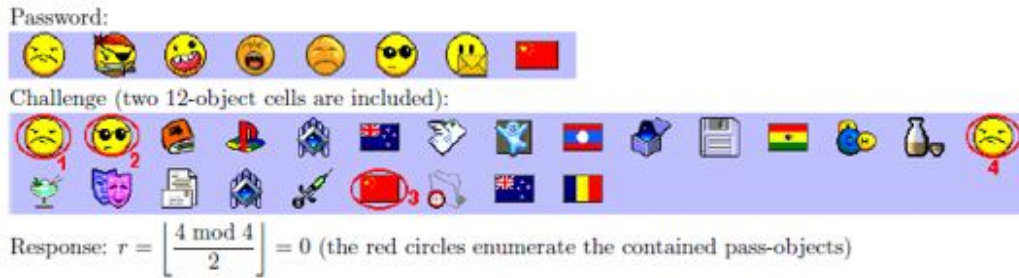 Password:
Challenge (two 12-object cells are included):
1 2 4
3
Response: r = ⌊(4 mod 4)/2⌋ = 0 (the red circles enumerate the contained pass-objects)